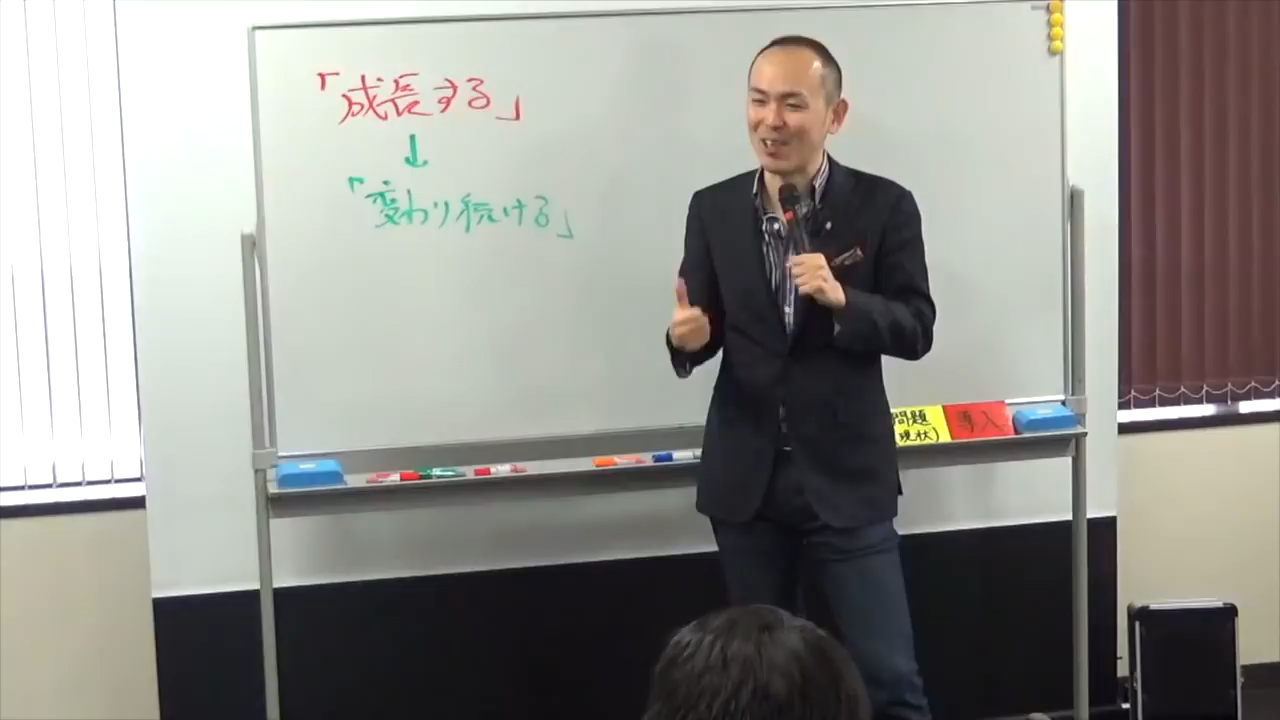 「成長する」
↓
「変わり続ける」
問題
現状)
導入